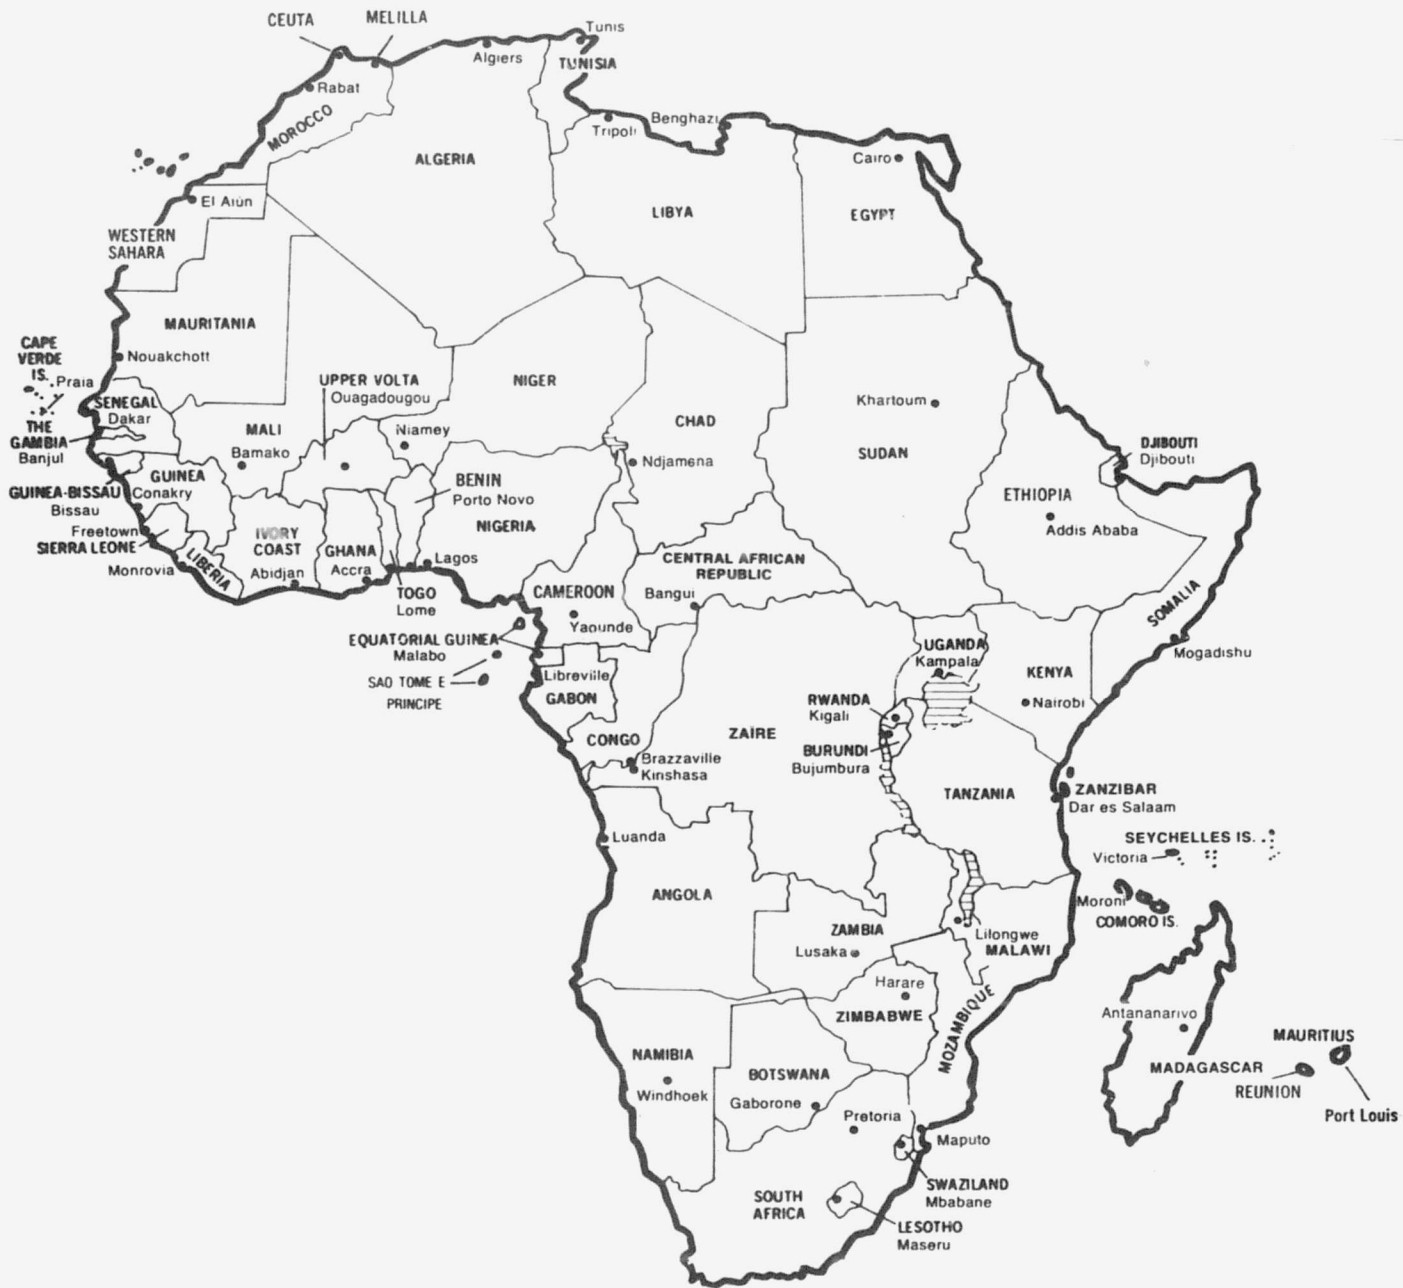 CEUTA
MELILLA
Tunis
Algiers
TUNISIA
Rabat
MOROCCO
Tripoli
Benghazi
Cairo
ALGERIA
El Aiún
LIBYA
EGYPT
WESTERN
SAHARA
MAURITANIA
Nouakchott
CAPE
VERDE
IS.
Praia
UPPER VOLTA
Ouagadougou
NIGER
Niamey
CHAD
Ndjamena
Khartoum
SUDAN
SENEGAL
Dakar
THE
GAMBIA
Banjul
MALI
Bamako
DJIBOUTI
Djibouti
GUINEA
Conakry
GUINEA-BISSAU
Bissau
BENIN
Porto Novo
NIGERIA
ETHIOPIA
Addis Ababa
Freetown
SIERRA LEONE
IVORY
COAST
Abidjan
GHANA
Accra
Lagos
LIBERIA
Monrovia
TOGO
Lome
CENTRAL AFRICAN
REPUBLIC
Bangui
CAMEROON
Yaounde
SOMALIA
Mogadishu
EQUATORIAL GUINEA
Malabo
UGANDA
Kampala
KENYA
Nairobi
SAO TOME E
PRINCIPE
Libreville
GABON
RWANDA
Kigali
CONGO
Brazzaville
Kinshasa
ZAÏRE
BURUNDI
Bujumbura
TANZANIA
ZANZIBAR
Dar es Salaam
Luanda
SEYCHELLES IS.
Victoria
ANGOLA
Moroni
COMORO IS.
ZAMBIA
Lusaka
Lilongwe
MALAWI
Harare
ZIMBABWE
MOZAMBIQUE
Antananarivo
MADAGASCAR
MAURITIUS
REUNION
Port Louis
NAMIBIA
Windhoek
BOTSWANA
Gaborone
Pretoria
Maputo
SWAZILAND
Mbabane
SOUTH
AFRICA
LESOTHO
Maseru